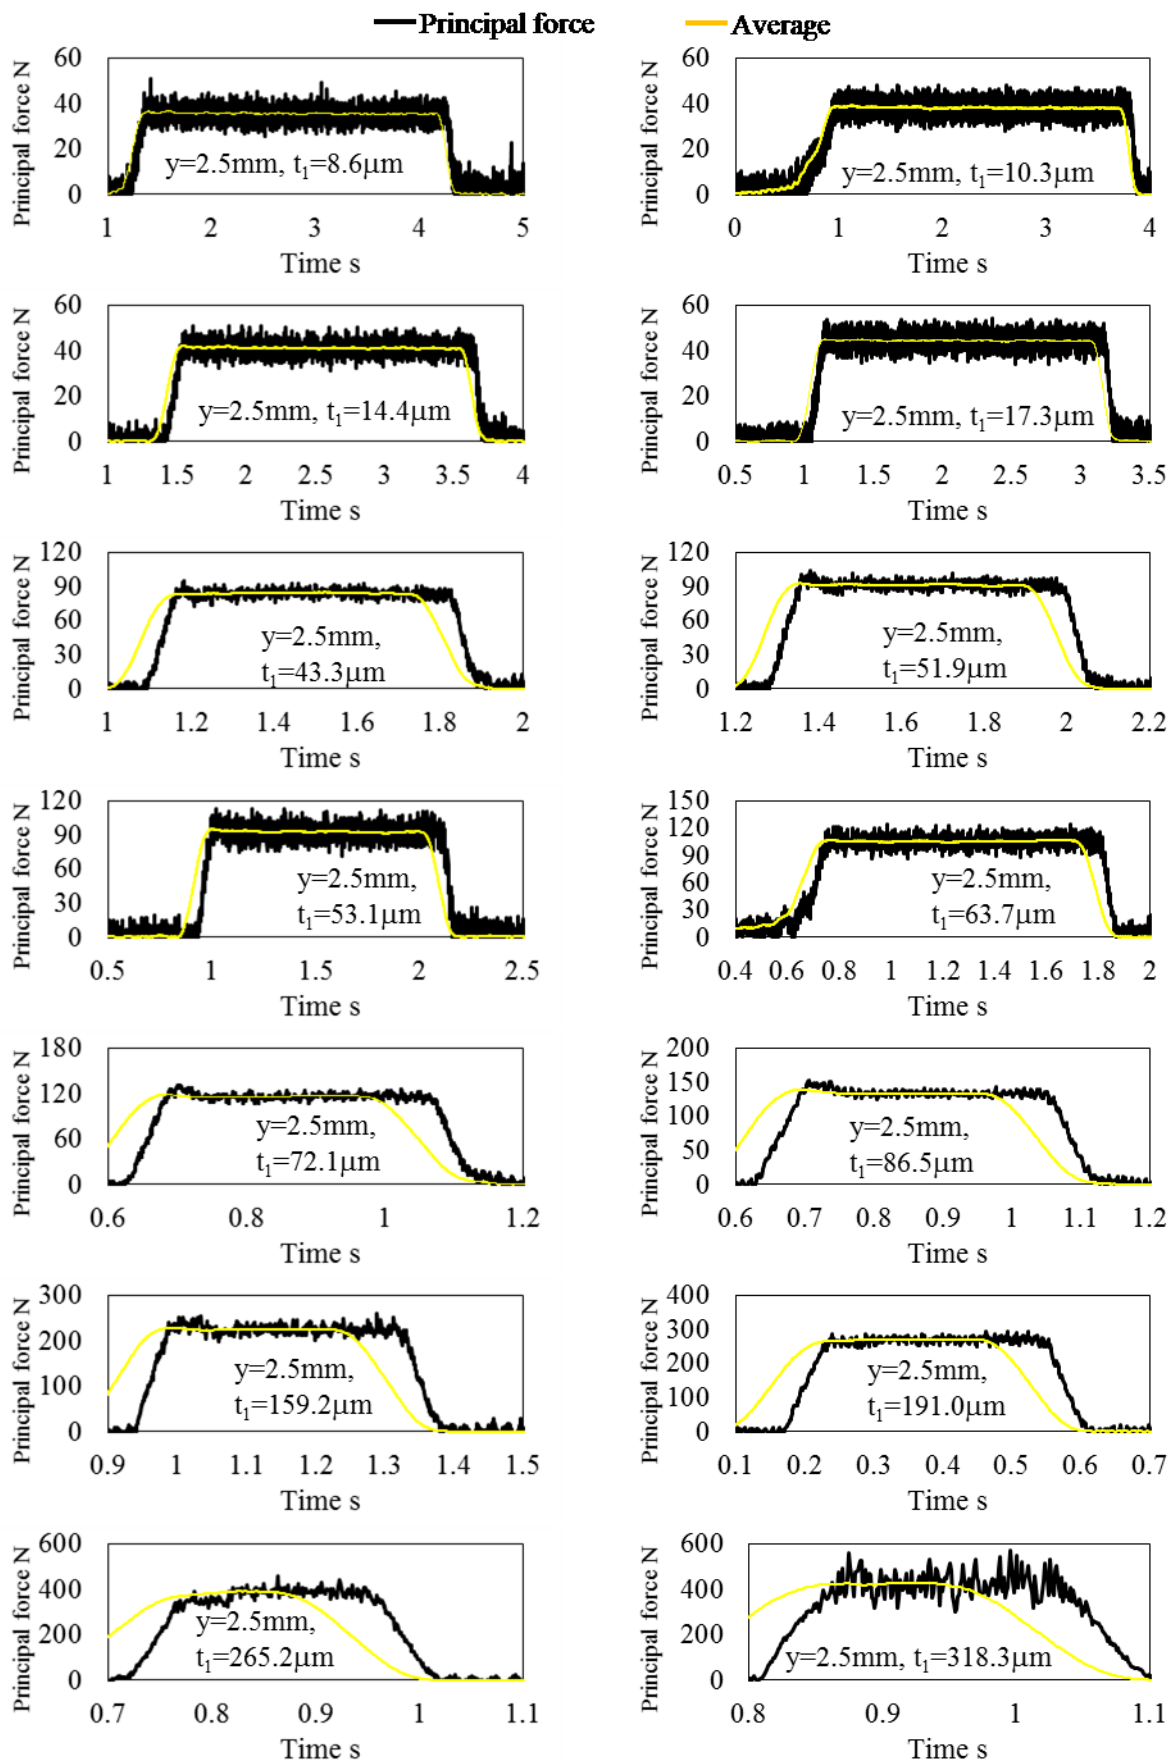 Principal force Average
Principal force N
60
40
20
0
y=2.5mm, t₁=8.6μm
1 2 3 4 5
Time s
Principal force N
60
40
20
0
y=2.5mm, t₁=10.3μm
0 1 2 3 4
Time s
Principal force N
60
40
20
0
y=2.5mm, t₁=14.4μm
1 1.5 2 2.5 3 3.5 4
Time s
Principal force N
60
40
20
0
y=2.5mm, t₁=17.3μm
0.5 1 1.5 2 2.5 3 3.5
Time s
Principal force N
120
90
60
30
0
y=2.5mm,
t₁=43.3μm
1 1.2 1.4 1.6 1.8 2
Time s
Principal force N
120
90
60
30
0
y=2.5mm,
t₁=51.9μm
1.2 1.4 1.6 1.8 2 2.2
Time s
Principal force N
120
90
60
30
0
y=2.5mm,
t₁=53.1μm
0.5 1 1.5 2 2.5
Time s
Principal force N
150
120
100
60
30
0
y=2.5mm,
t₁=63.7μm
0.4 0.6 0.8 1 1.2 1.4 1.6 1.8 2
Time s
Principal force N
180
120
60
0
y=2.5mm,
t₁=72.1μm
0.6 0.8 1 1.2
Time s
Principal force N
200
150
100
50
0
y=2.5mm,
t₁=86.5μm
0.6 0.7 0.8 0.9 1 1.1 1.2
Time s
Principal force N
300
200
100
0
y=2.5mm,
t₁=159.2μm
0.9 1 1.1 1.2 1.3 1.4 1.5
Time s
Principal force N
400
300
200
100
0
y=2.5mm,
t₁=191.0μm
0.1 0.2 0.3 0.4 0.5 0.6 0.7
Time s
Principal force N
600
400
200
0
y=2.5mm,
t₁=265.2μm
0.7 0.8 0.9 1 1.1
Time s
Principal force N
600
400
200
0
y=2.5mm, t₁=318.3μm
0.8 0.9 1 1.1
Time s